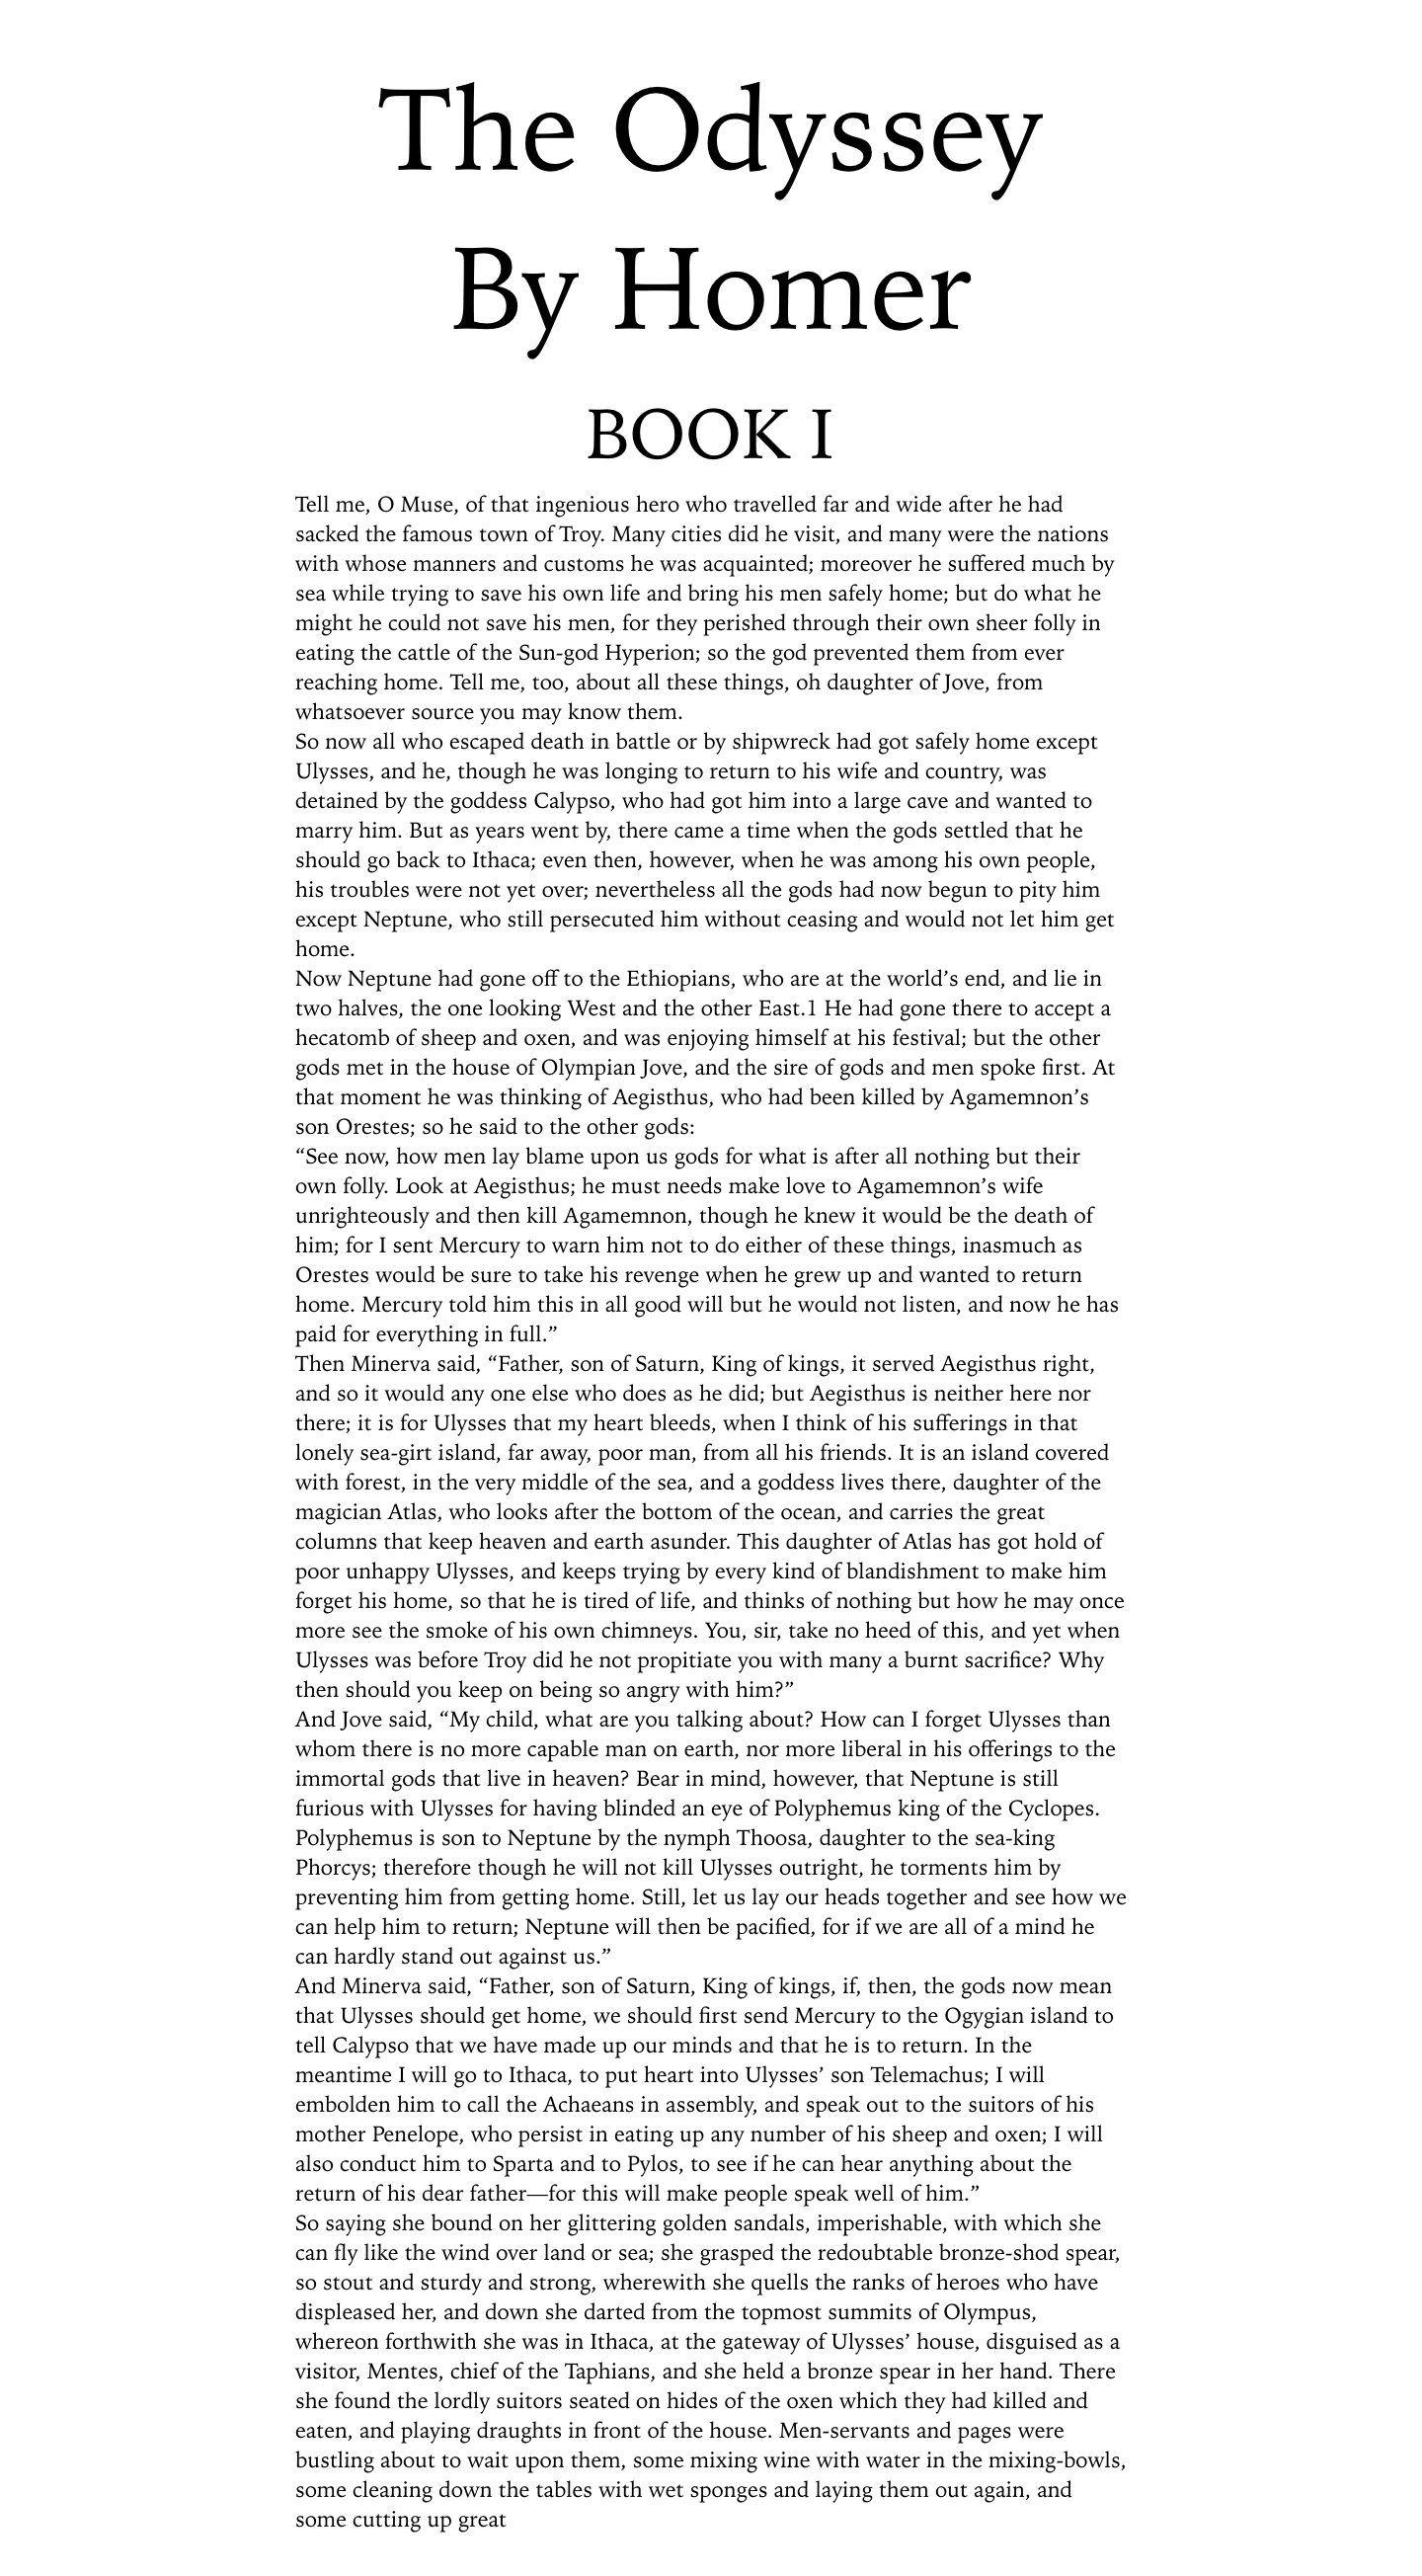 The Odyssey
By Homer
BOOK I
Tell me, O Muse, of that ingenious hero who travelled far and wide after he had
sacked the famous town of Troy. Many cities did he visit, and many were the nations
with whose manners and customs he was acquainted; moreover he suffered much by
sea while trying to save his own life and bring his men safely home; but do what he
might he could not save his men, for they perished through their own sheer folly in
eating the cattle of the Sun-god Hyperion; so the god prevented them from ever
reaching home. Tell me, too, about all these things, oh daughter of Jove, from
whatsoever source you may know them.
So now all who escaped death in battle or by shipwreck had got safely home except
Ulysses, and he, though he was longing to return to his wife and country, was
detained by the goddess Calypso, who had got him into a large cave and wanted to
marry him. But as years went by, there came a time when the gods settled that he
should go back to Ithaca; even then, however, when he was among his own people,
his troubles were not yet over; nevertheless all the gods had now begun to pity him
except Neptune, who still persecuted him without ceasing and would not let him get
home.
Now Neptune had gone off to the Ethiopians, who are at the world’s end, and lie in
two halves, the one looking West and the other East.1 He had gone there to accept a
hecatomb of sheep and oxen, and was enjoying himself at his festival; but the other
gods met in the house of Olympian Jove, and the sire of gods and men spoke first. At
that moment he was thinking of Aegisthus, who had been killed by Agamemnon’s
son Orestes; so he said to the other gods:
“See now, how men lay blame upon us gods for what is after all nothing but their
own folly. Look at Aegisthus; he must needs make love to Agamemnon’s wife
unrighteously and then kill Agamemnon, though he knew it would be the death of
him; for I sent Mercury to warn him not to do either of these things, inasmuch as
Orestes would be sure to take his revenge when he grew up and wanted to return
home. Mercury told him this in all good will but he would not listen, and now he has
paid for everything in full.”
Then Minerva said, “Father, son of Saturn, King of kings, it served Aegisthus right,
and so it would any one else who does as he did; but Aegisthus is neither here nor
there; it is for Ulysses that my heart bleeds, when I think of his sufferings in that
lonely sea-girt island, far away, poor man, from all his friends. It is an island covered
with forest, in the very middle of the sea, and a goddess lives there, daughter of the
magician Atlas, who looks after the bottom of the ocean, and carries the great
columns that keep heaven and earth asunder. This daughter of Atlas has got hold of
poor unhappy Ulysses, and keeps trying by every kind of blandishment to make him
forget his home, so that he is tired of life, and thinks of nothing but how he may once
more see the smoke of his own chimneys. You, sir, take no heed of this, and yet when
Ulysses was before Troy did he not propitiate you with many a burnt sacrifice? Why
then should you keep on being so angry with him?”
And Jove said, “My child, what are you talking about? How can I forget Ulysses than
whom there is no more capable man on earth, nor more liberal in his offerings to the
immortal gods that live in heaven? Bear in mind, however, that Neptune is still
furious with Ulysses for having blinded an eye of Polyphemus king of the Cyclopes.
Polyphemus is son to Neptune by the nymph Thoosa, daughter to the sea-king
Phorcys; therefore though he will not kill Ulysses outright, he torments him by
preventing him from getting home. Still, let us lay our heads together and see how we
can help him to return; Neptune will then be pacified, for if we are all of a mind he
can hardly stand out against us.”
And Minerva said, “Father, son of Saturn, King of kings, if, then, the gods now mean
that Ulysses should get home, we should first send Mercury to the Ogygian island to
tell Calypso that we have made up our minds and that he is to return. In the
meantime I will go to Ithaca, to put heart into Ulysses’ son Telemachus; I will
embolden him to call the Achaeans in assembly, and speak out to the suitors of his
mother Penelope, who persist in eating up any number of his sheep and oxen; I will
also conduct him to Sparta and to Pylos, to see if he can hear anything about the
return of his dear father—for this will make people speak well of him.”
So saying she bound on her glittering golden sandals, imperishable, with which she
can fly like the wind over land or sea; she grasped the redoubtable bronze-shod spear,
so stout and sturdy and strong, wherewith she quells the ranks of heroes who have
displeased her, and down she darted from the topmost summits of Olympus,
whereon forthwith she was in Ithaca, at the gateway of Ulysses’ house, disguised as a
visitor, Mentes, chief of the Taphians, and she held a bronze spear in her hand. There
she found the lordly suitors seated on hides of the oxen which they had killed and
eaten, and playing draughts in front of the house. Men-servants and pages were
bustling about to wait upon them, some mixing wine with water in the mixing-bowls,
some cleaning down the tables with wet sponges and laying them out again, and
some cutting up great